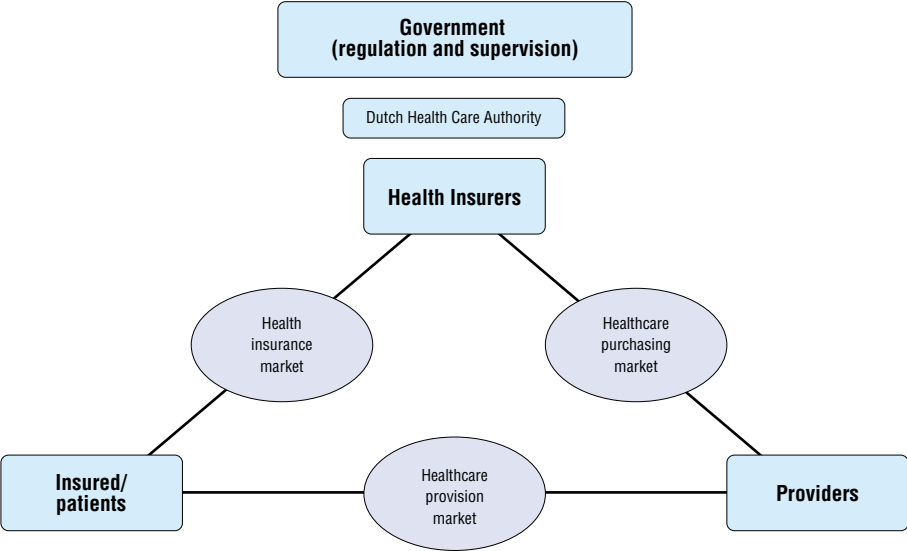 Government
(regulation and supervision)
Dutch Health Care Authority
Health Insurers
Health
insurance
market
Healthcare
purchasing
market
Insured/
patients
Healthcare
provision
market
Providers